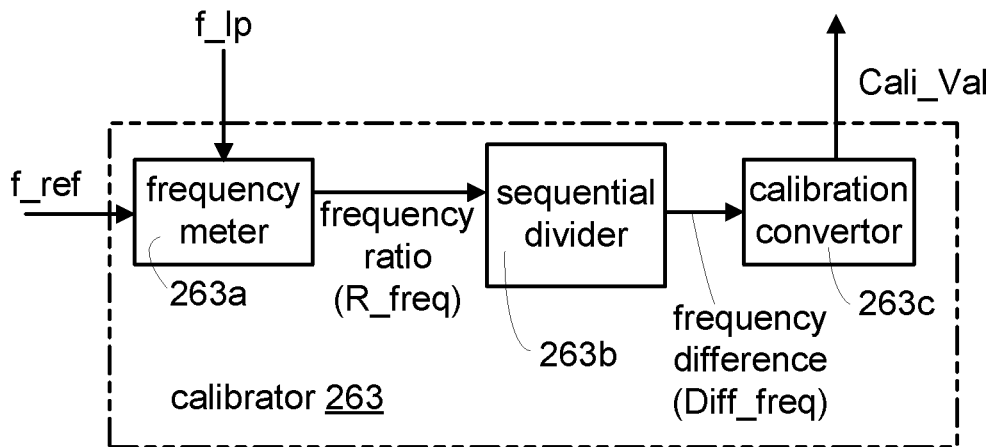 f_lp
Cali_Val
f_ref
frequency
meter
263a
frequency
ratio
(R_freq)
sequential
divider
263b
frequency
difference
(Diff_freq)
calibration
convertor
263c
calibrator 263